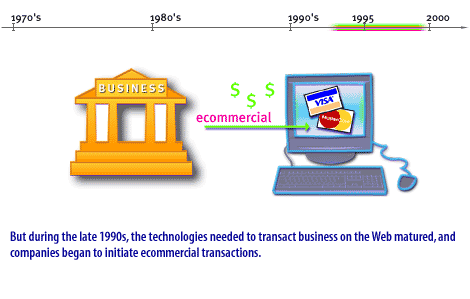 1970's 1980's 1990's 1995 2000
BUSINESS
$ $ $
ecommercial
VISA
MasterCard
But during the late 1990s, the technologies needed to transact business on the Web matured, and
companies began to initiate ecommercial transactions.